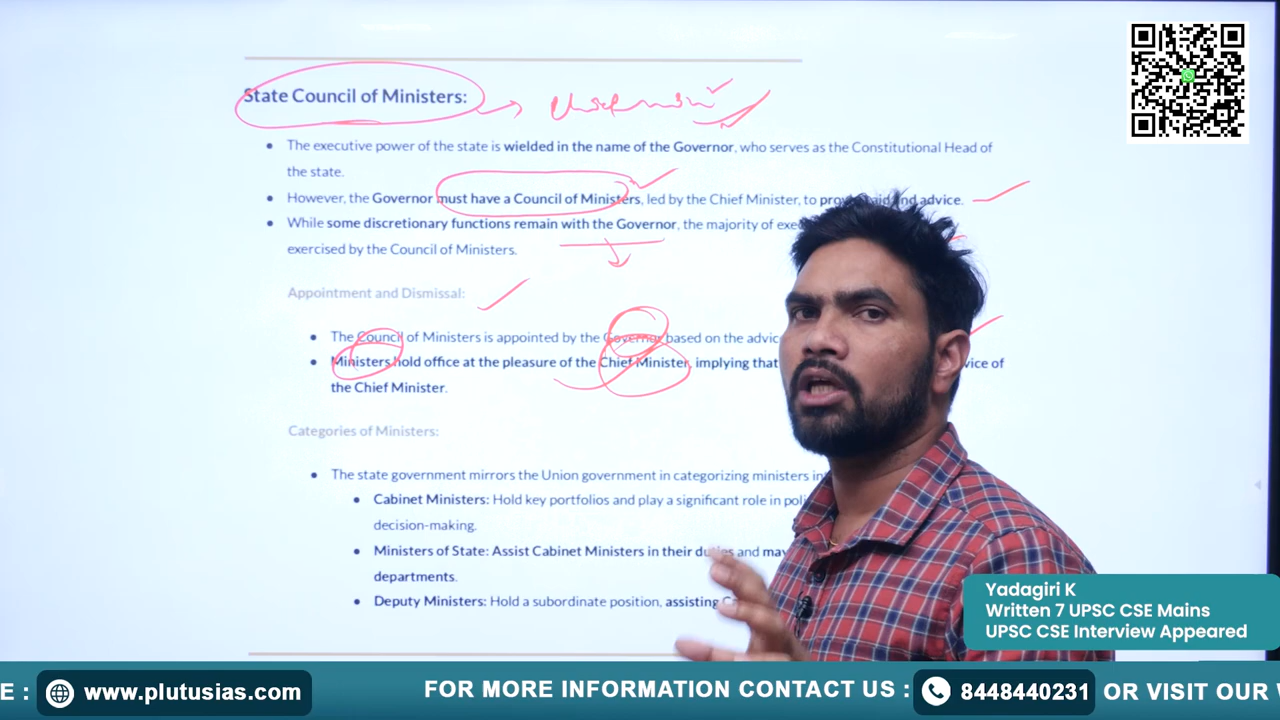 State Council of Ministers:
The executive power of the state is wielded in the name of the Governor, who serves as the Constitutional Head of
the state.
However, the Governor must have a Council of Ministers, led by the Chief Minister, to provide aid and advice.
While some discretionary functions remain with the Governor, the majority of
exercised by the Council of Ministers.
Appointment and Dismissal:
The Council of Ministers is appointed by the Governor based on the
Ministers hold office at the pleasure of the Chief Minister, implying that of
the Chief Minister.
Categories of Ministers:
The state government mirrors the Union government in categorizing ministers
Cabinet Ministers: Hold key portfolios and play a significant role in
decision-making.
Ministers of State: Assist Cabinet Ministers in their duties and may
departments.
Deputy Ministers: Hold a subordinate position, assisting
Yadagiri K
Written 7 UPSC CSE Mains
UPSC CSE Interview Appeared
E : www.plutusias.com FOR MORE INFORMATION CONTACT US : 8448440231 OR VISIT OUR